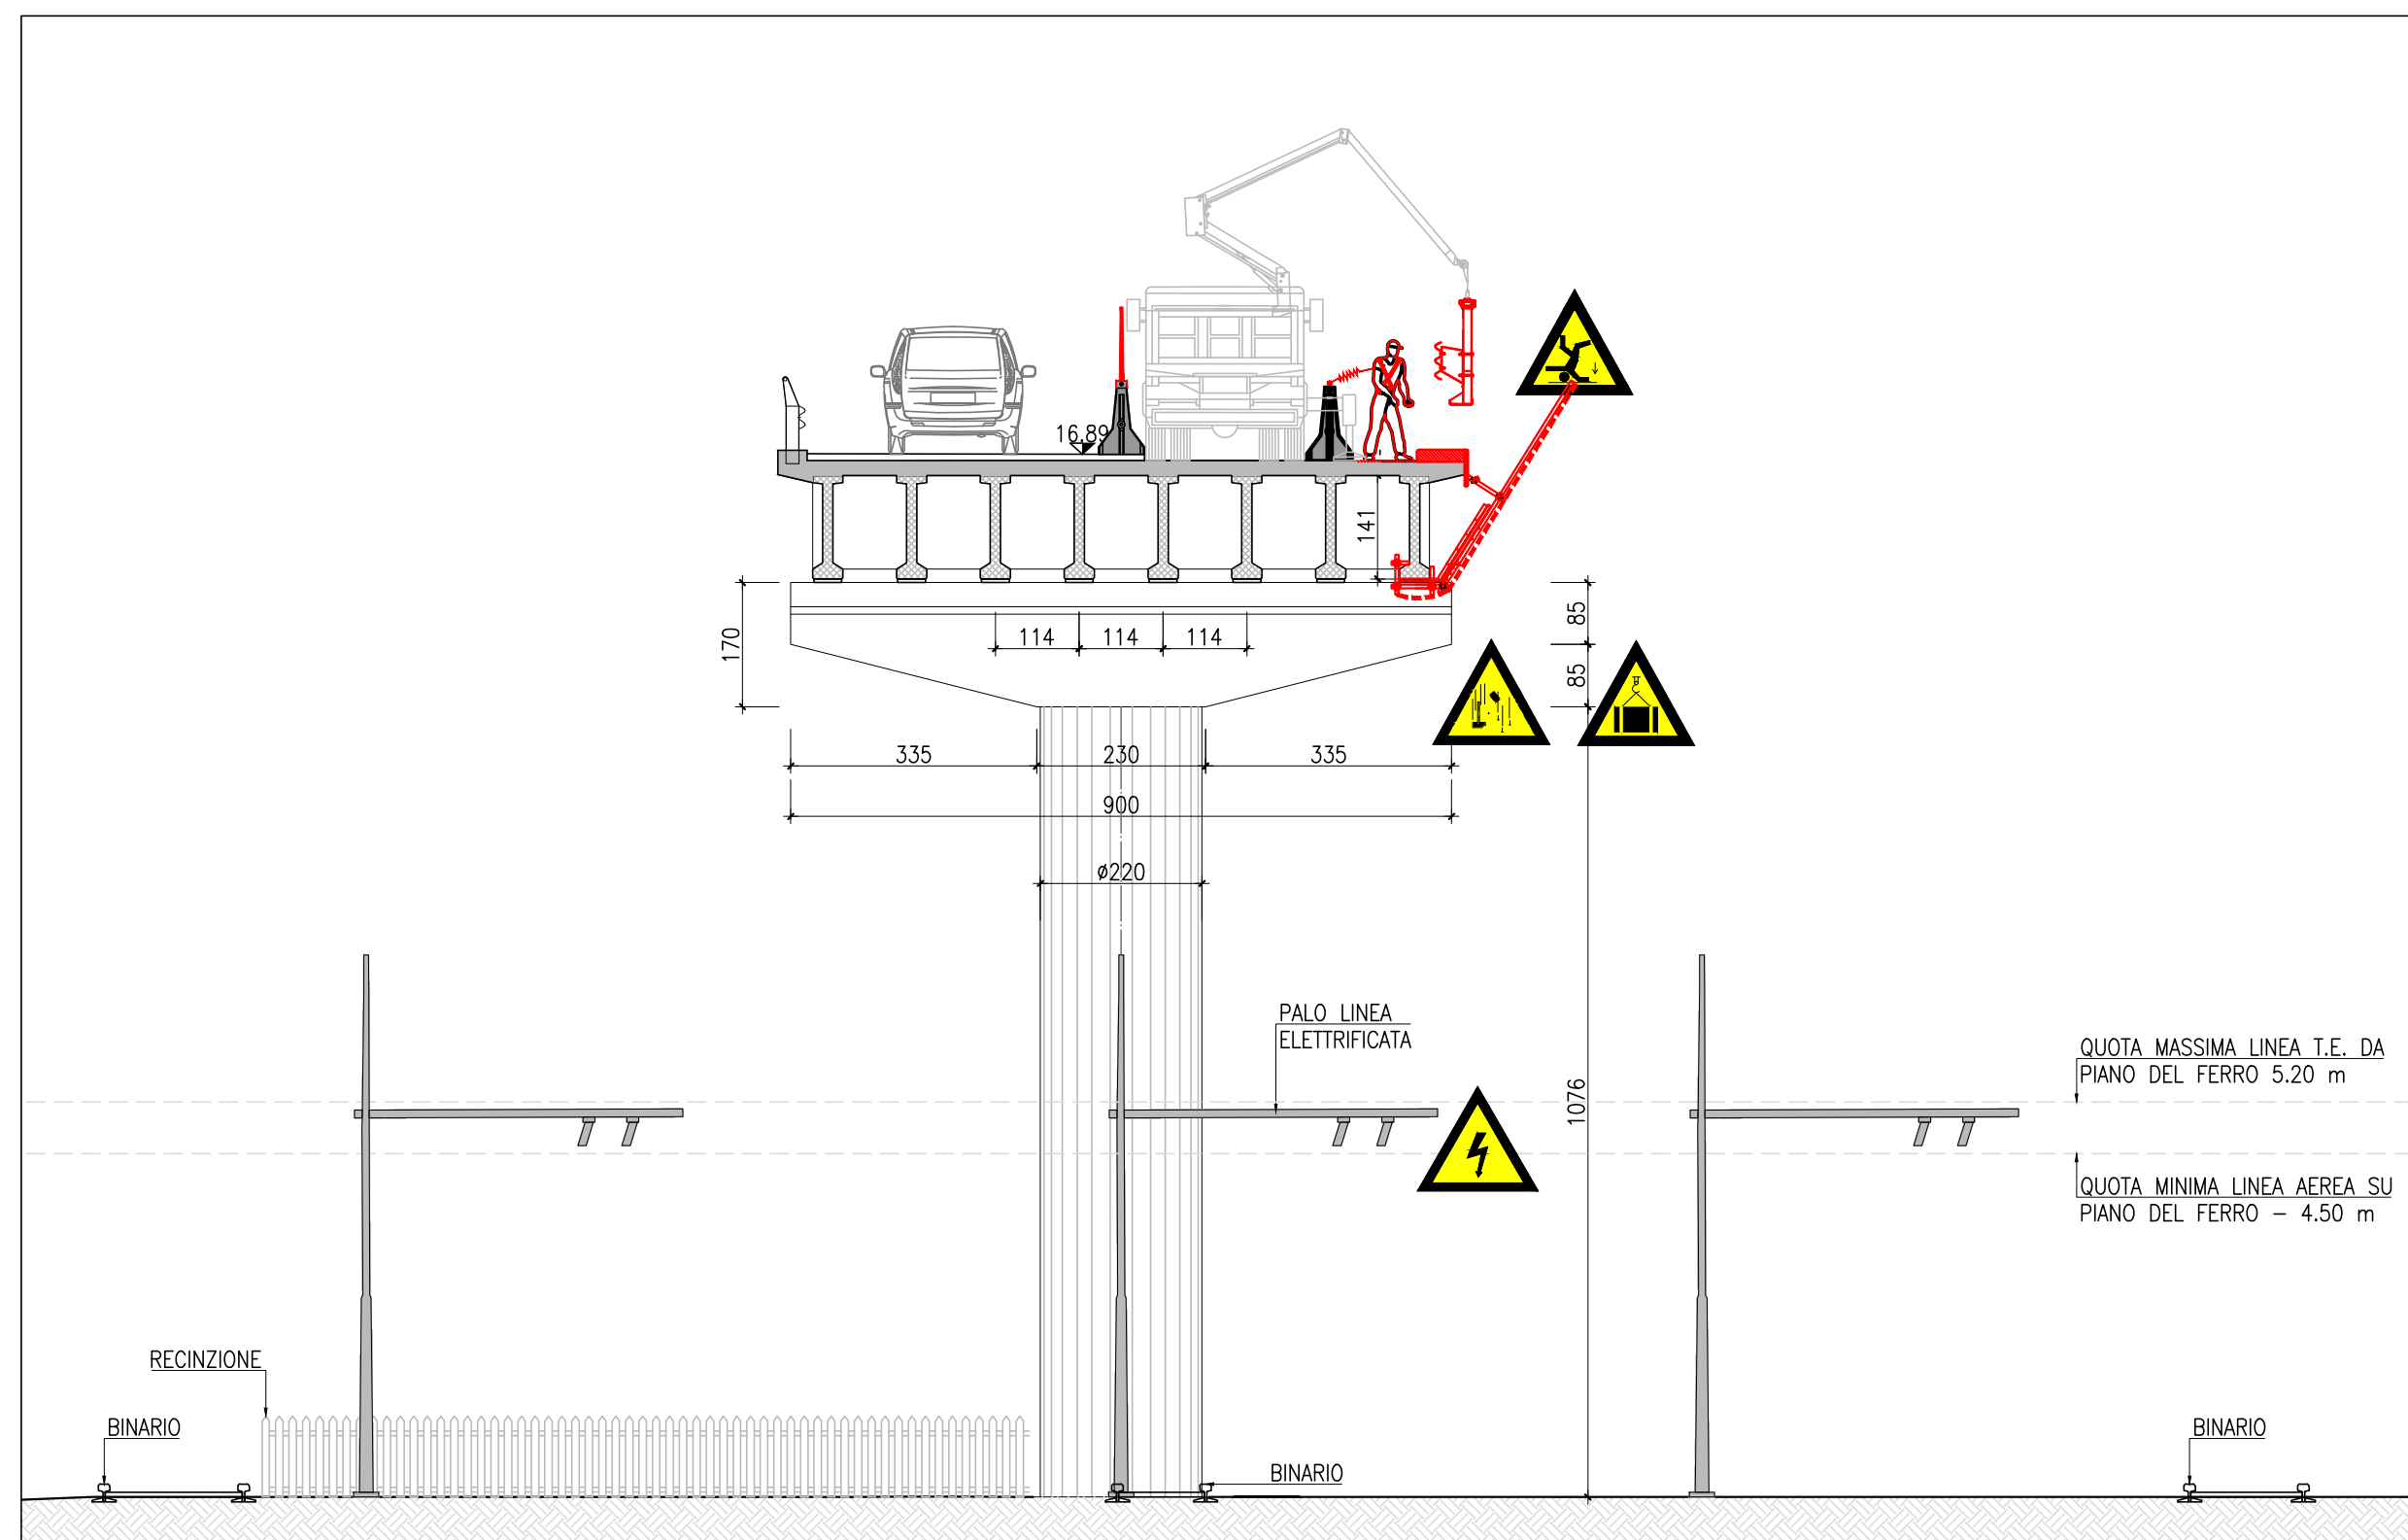 16.89
141
170
114 114 114
85
85
335 230 335
900
ø220
PALO LINEA
ELETTRIFICATA
QUOTA MASSIMA LINEA T.E. DA
PIANO DEL FERRO 5.20 m
1076
QUOTA MINIMA LINEA AEREA SU
PIANO DEL FERRO – 4.50 m
RECINZIONE
BINARIO
BINARIO
BINARIO